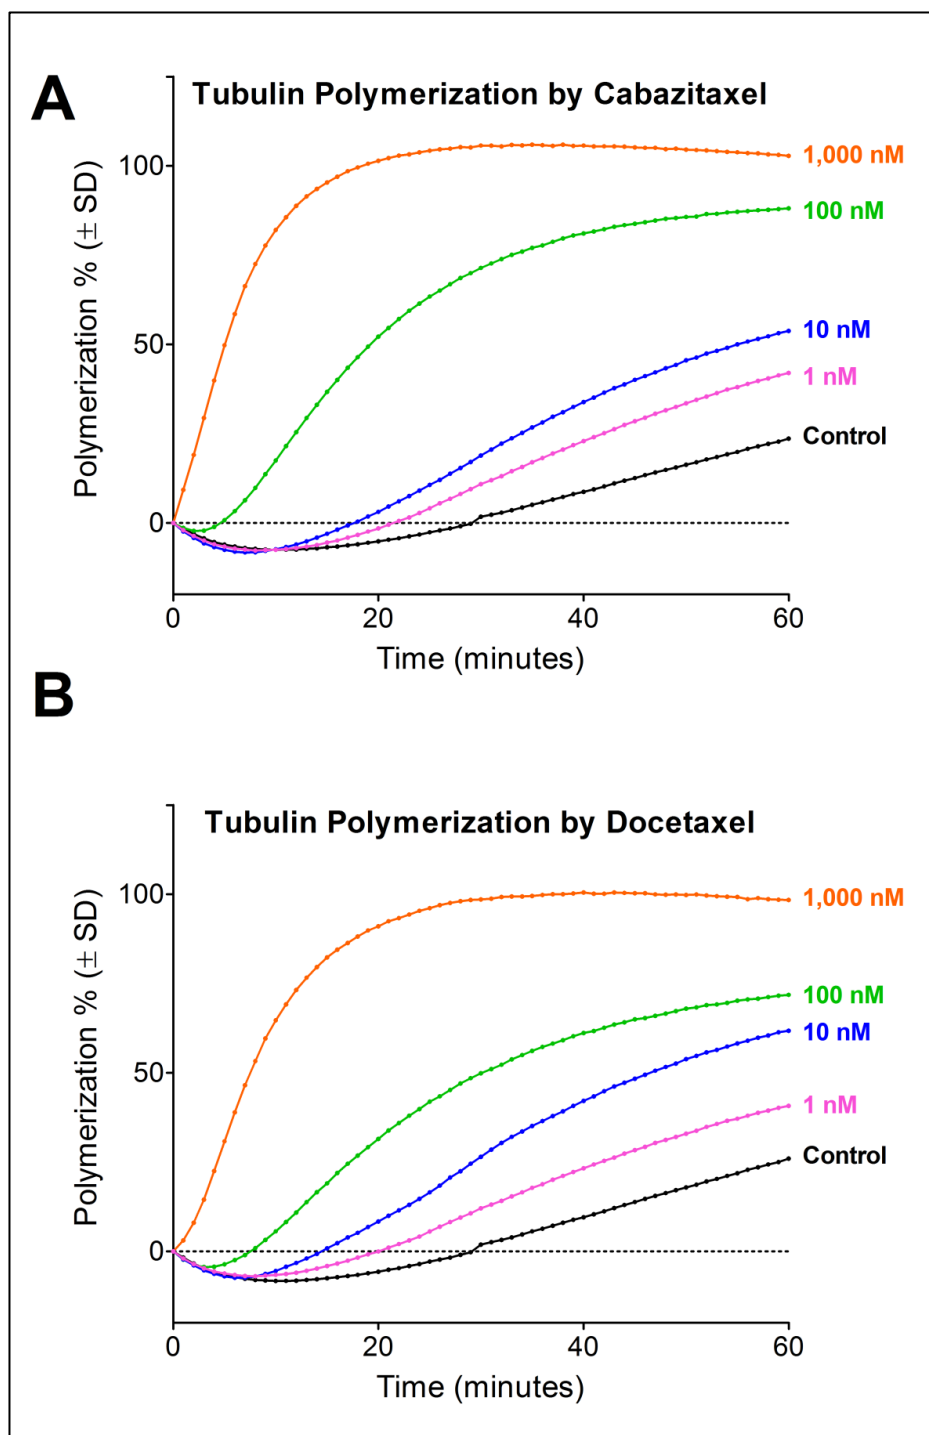 A
Tubulin Polymerization by Cabazitaxel
Polymerization % (± SD)
100
50
0
1,000 nM
100 nM
10 nM
1 nM
Control
0 20 40 60
Time (minutes)
B
Tubulin Polymerization by Docetaxel
Polymerization % (± SD)
100
50
0
1,000 nM
100 nM
10 nM
1 nM
Control
0 20 40 60
Time (minutes)